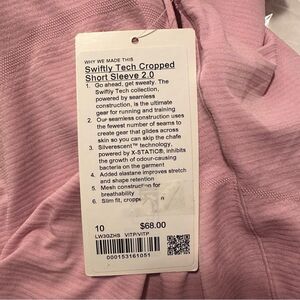 WHY WE MADE THIS
Swiftly Tech Cropped
Short Sleeve 2.0
1. Go ahead, get sweaty. The
Swiftly Tech collection,
powered by seamless
construction, is the ultimate
gear for running and training
2. Our seamless construction uses
the fewest number of seams to
create gear that glides across
skin so you can skip the chafe
3. Silverescent™ technology,
powered by X-STATIC®, inhibits
the growth of odour-causing
bacteria on the garment
4. Added elastane improves stretch
and shape retention
5. Mesh construction for
breathability
6. Slim fit,
10 $68.00
LW3GZHS VITP/VITP
000153161051